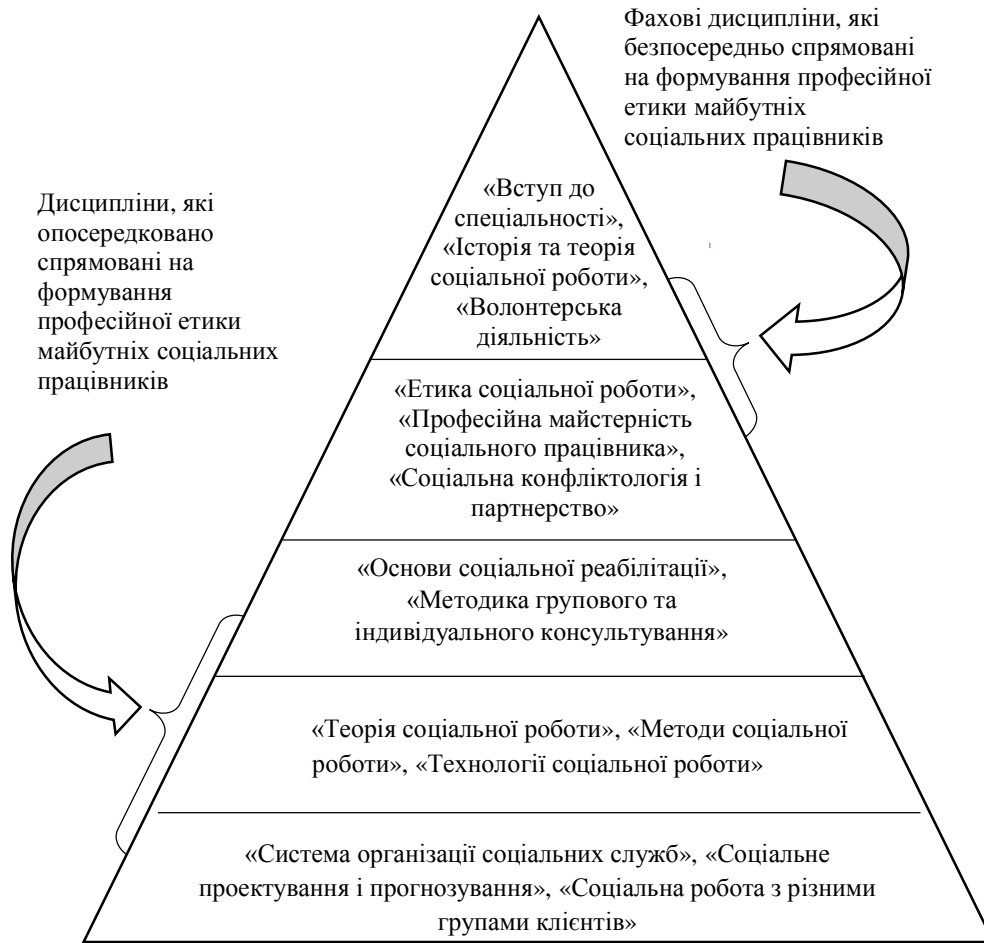 Фахові дисципліни, які
безпосередньо спрямовані
на формування професійної
етики майбутніх
соціальних працівників
Дисципліни, які
опосередковано
спрямовані на
формування
професійної етики
майбутніх соціальних
працівників
«Вступ до
спеціальності»,
«Історія та теорія
соціальної роботи»,
«Волонтерська
діяльність»
«Етика соціальної роботи»,
«Професійна майстерність
соціального працівника»,
«Соціальна конфліктологія і
партнерство»
«Основи соціальної реабілітації»,
«Методика групового та
індивідуального консультування»
«Теорія соціальної роботи», «Методи соціальної
роботи», «Технології соціальної роботи»
«Система організації соціальних служб», «Соціальне
проектування і прогнозування», «Соціальна робота з різними
групами клієнтів»